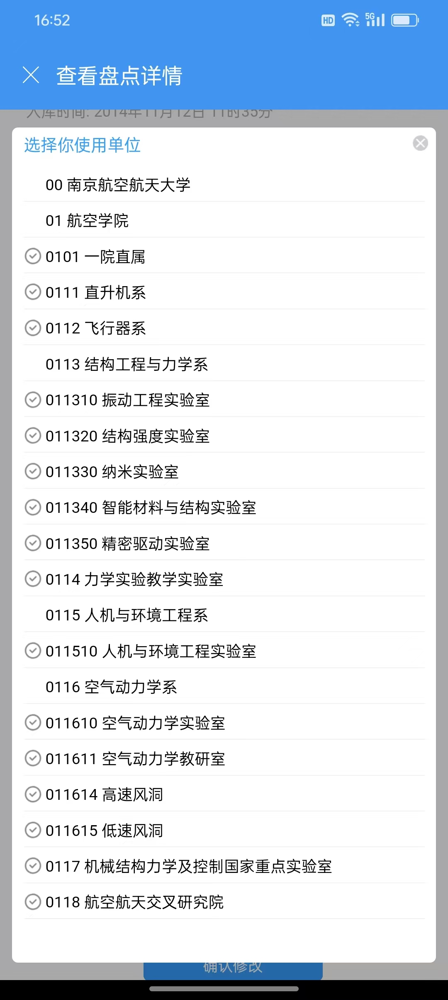 16:52
HD 5G
查看盘点详情
入库时间: 2014年11月12日 11时35分
选择你使用单位
00 南京航空航天大学
01 航空学院
0101 一院直属
0111 直升机系
0112 飞行器系
0113 结构工程与力学系
011310 振动工程实验室
011320 结构强度实验室
011330 纳米实验室
011340 智能材料与结构实验室
011350 精密驱动实验室
0114 力学实验教学实验室
0115 人机与环境工程系
011510 人机与环境工程实验室
0116 空气动力学系
011610 空气动力学实验室
011611 空气动力学教研室
011614 高速风洞
011615 低速风洞
0117 机械结构力学及控制国家重点实验室
0118 航空航天交叉研究院
确认修改